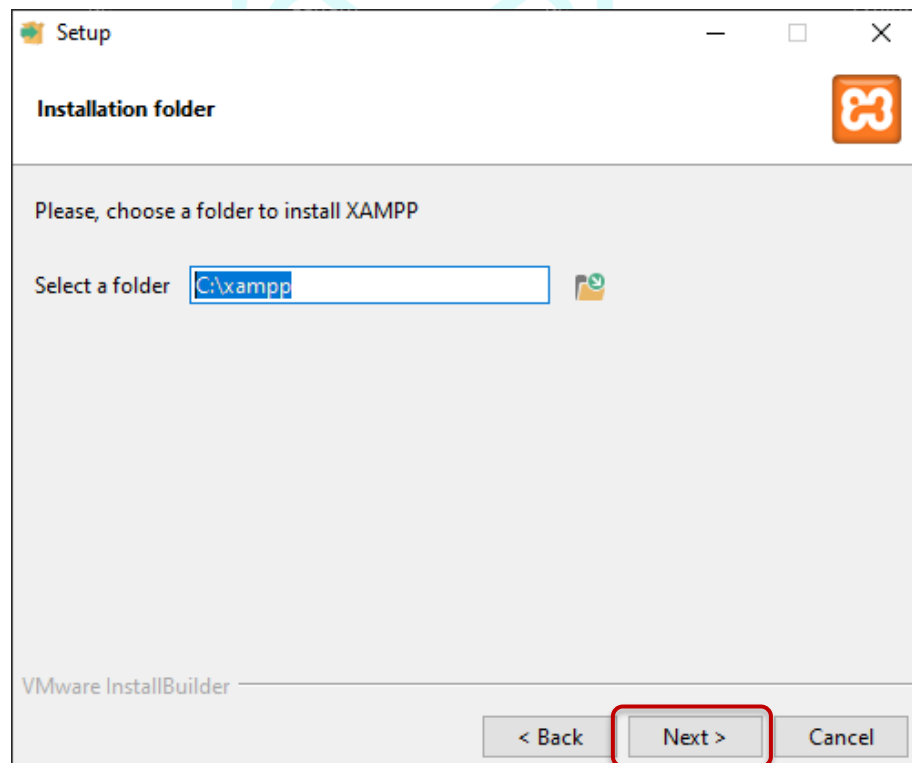 Setup
Installation folder
Please, choose a folder to install XAMPP
Select a folder C:\xampp
VMware InstallBuilder
< Back Next > Cancel